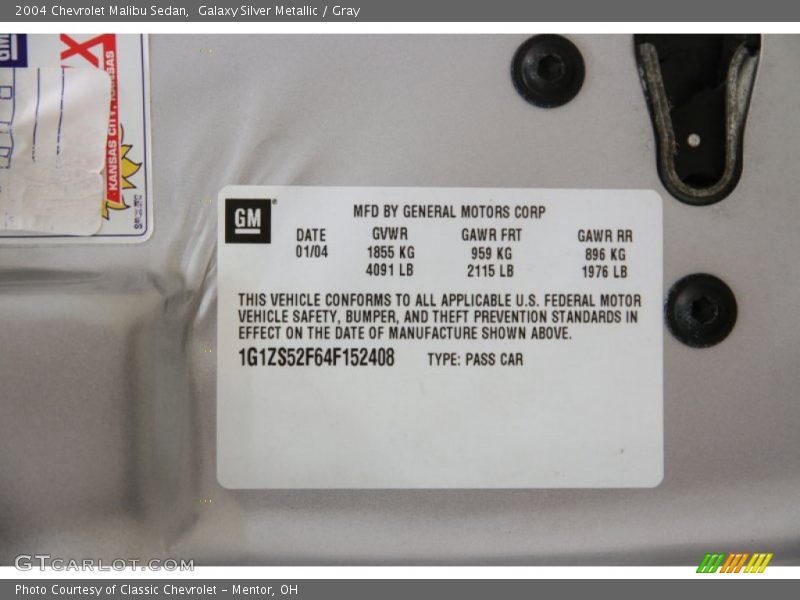 2004 Chevrolet Malibu Sedan, Galaxy Silver Metallic / Gray
GM
X
KANSAS CITY, KANSAS
GM
MFD BY GENERAL MOTORS CORP
DATE GVWR GAWR FRT GAWR RR
01/04 1855 KG 959 KG 896 KG
4091 LB 2115 LB 1976 LB
THIS VEHICLE CONFORMS TO ALL APPLICABLE U.S. FEDERAL MOTOR
VEHICLE SAFETY, BUMPER, AND THEFT PREVENTION STANDARDS IN
EFFECT ON THE DATE OF MANUFACTURE SHOWN ABOVE.
1G1ZS52F64F152408 TYPE: PASS CAR
GTCARLOT.COM
Photo Courtesy of Classic Chevrolet - Mentor, OH